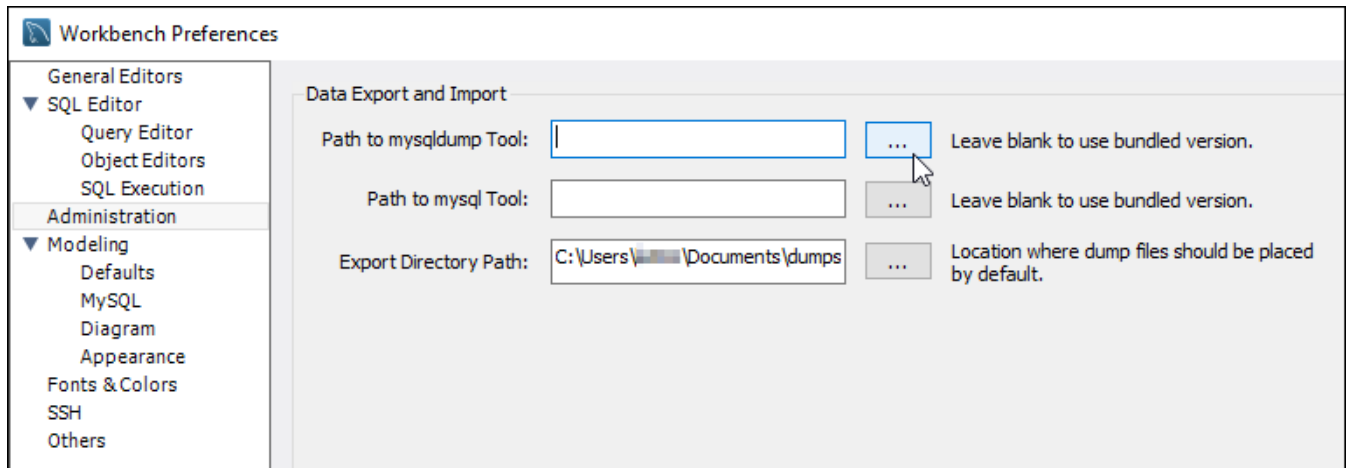 Workbench Preferences
General Editors
SQL Editor
Query Editor
Object Editors
SQL Execution
Administration
Modeling
Defaults
MySQL
Diagram
Appearance
Fonts & Colors
SSH
Others
Data Export and Import
Path to mysqldump Tool: ... Leave blank to use bundled version.
Path to mysql Tool: ... Leave blank to use bundled version.
Export Directory Path: C:\Users\ \Documents\dumps ... Location where dump files should be placed
by default.